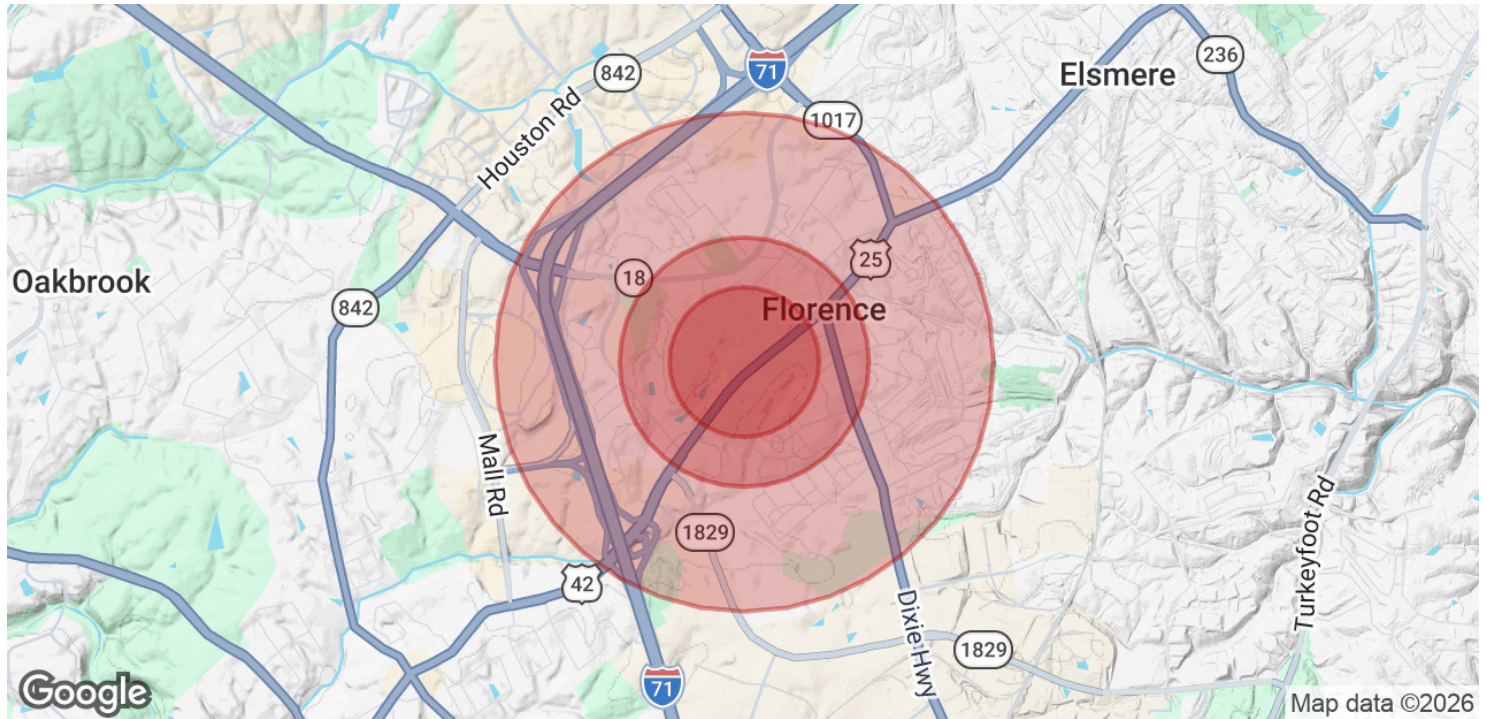 842
71
236
Elsmere
1017
Houston Rd
Oakbrook
18
25
842
Florence
Mall Rd
1829
42
Turkeyfoot Rd
Dixie Hwy
1829
71
Google
Map data ©2026